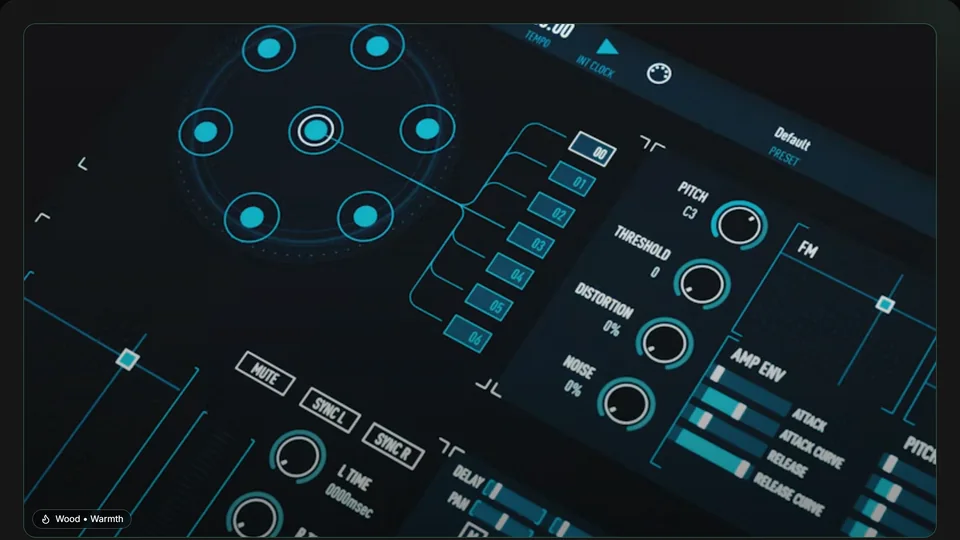 TEMPO
INT CLOCK
Default
PRESET
00
01
02
03
04
05
06
PITCH
C3
THRESHOLD
0
DISTORTION
0%
NOISE
0%
FM
AMP ENV
ATTACK
ATTACK CURVE
RELEASE
RELEASE CURVE
MUTE
SYNC L
SYNC R
L TIME
0000msec
DELAY
PAN
Wood • Warmth